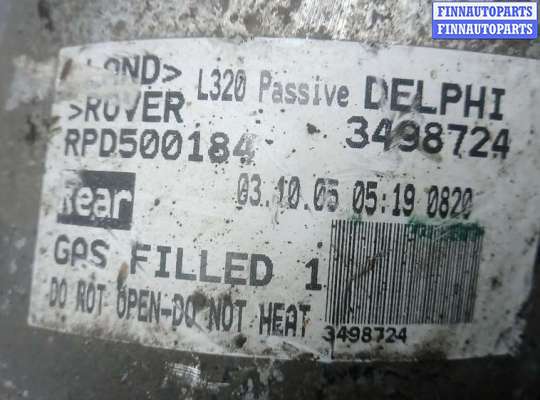 FINNAUTOPARTS
FINNAUTOPARTS
LAND> L320 Passive DELPHI
>ROVER 3498724
RPD500184
Rear 03.10.05 05:19 0820
GAS FILLED 1
DO NOT OPEN-DO NOT HEAT
3498724